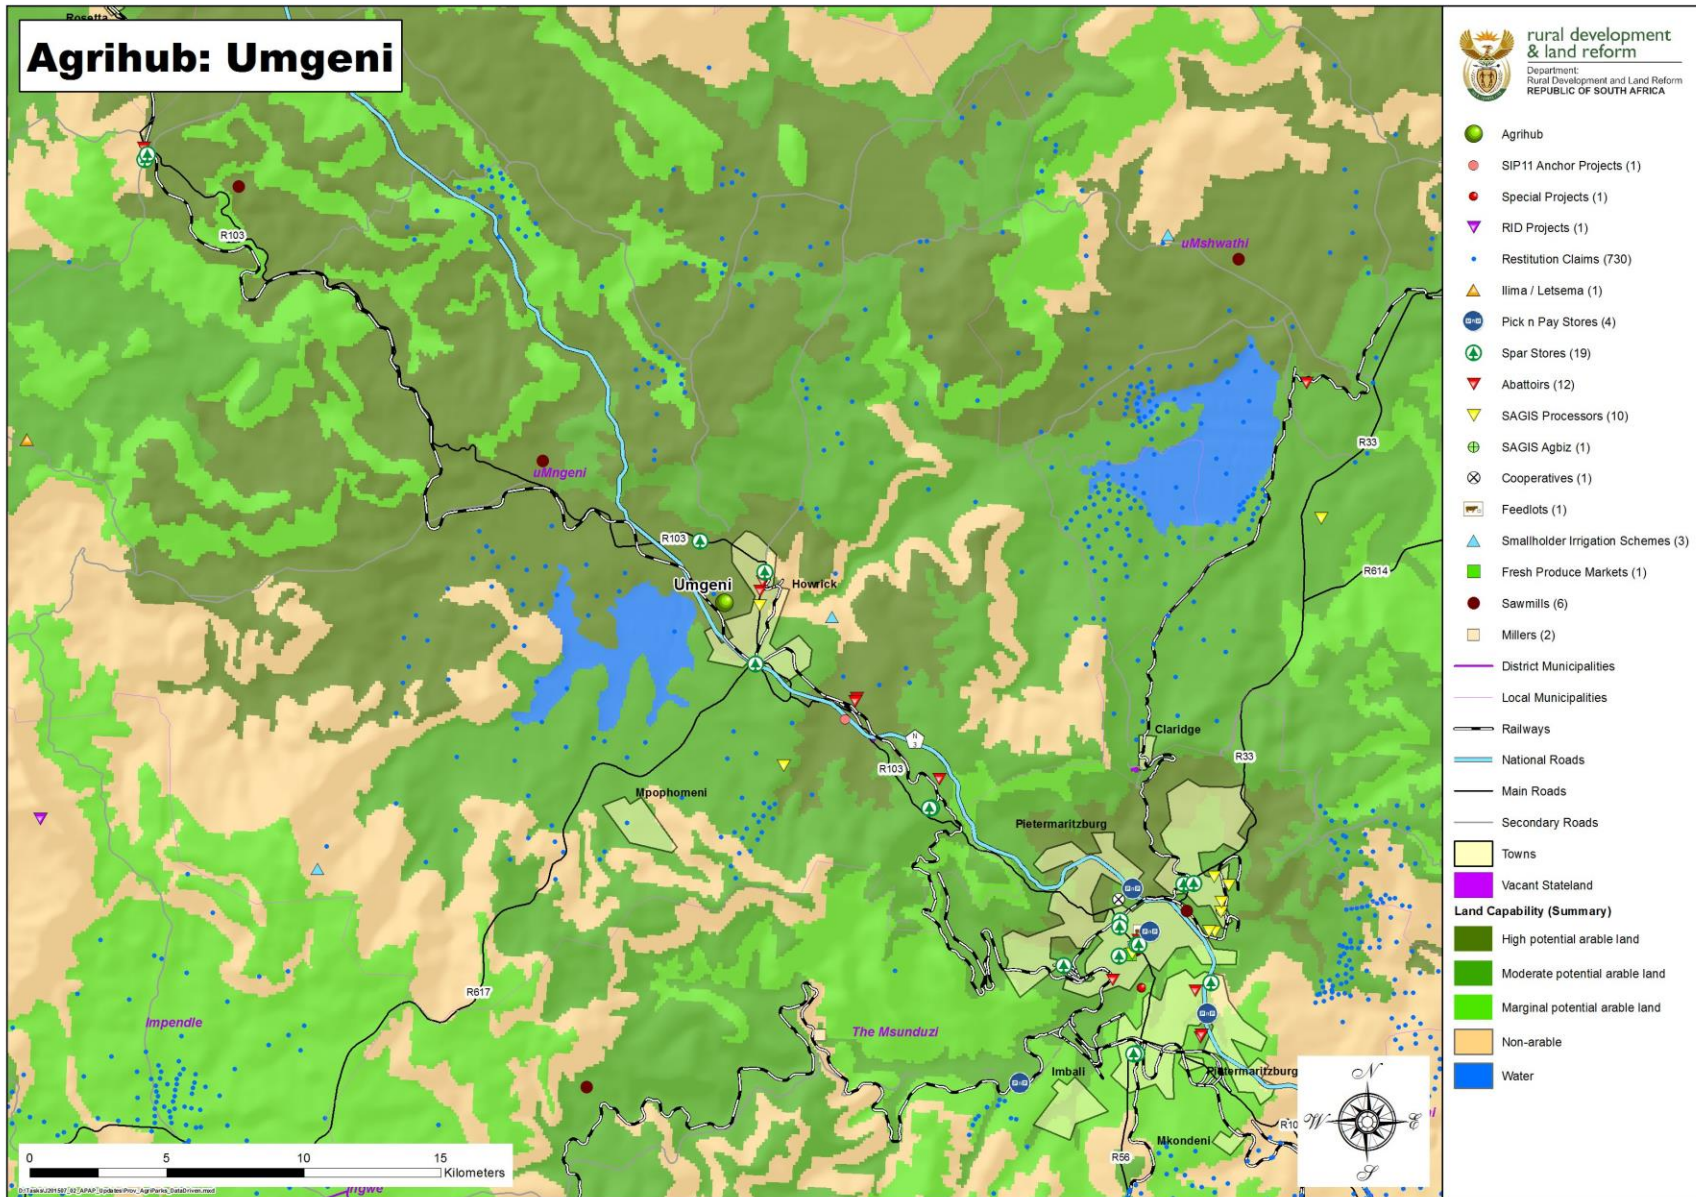 Rosetta
Agrihub: Umgeni
R103
uMshwathi
uMngeni
R33
R103
R614
Umgeni
Howrick
N
3
R103
Claridge
R33
Mpophomeni
Pietermaritzburg
R617
Impendle
The Msunduzi
Imbali
Pietermaritzburg
Mkondeni
R56
R10
Ingwe
0 5 10 15
Kilometers
rural development
& land reform
Department:
Rural Development and Land Reform
REPUBLIC OF SOUTH AFRICA
Agrihub
SIP11 Anchor Projects (1)
Special Projects (1)
RID Projects (1)
Restitution Claims (730)
Ilima / Letsema (1)
Pick n Pay Stores (4)
Spar Stores (19)
Abattoirs (12)
SAGIS Processors (10)
SAGIS Agbiz (1)
Cooperatives (1)
Feedlots (1)
Smallholder Irrigation Schemes (3)
Fresh Produce Markets (1)
Sawmills (6)
Millers (2)
District Municipalities
Local Municipalities
Railways
National Roads
Main Roads
Secondary Roads
Towns
Vacant Stateland
Land Capability (Summary)
High potential arable land
Moderate potential arable land
Marginal potential arable land
Non-arable
Water
N
W E
S